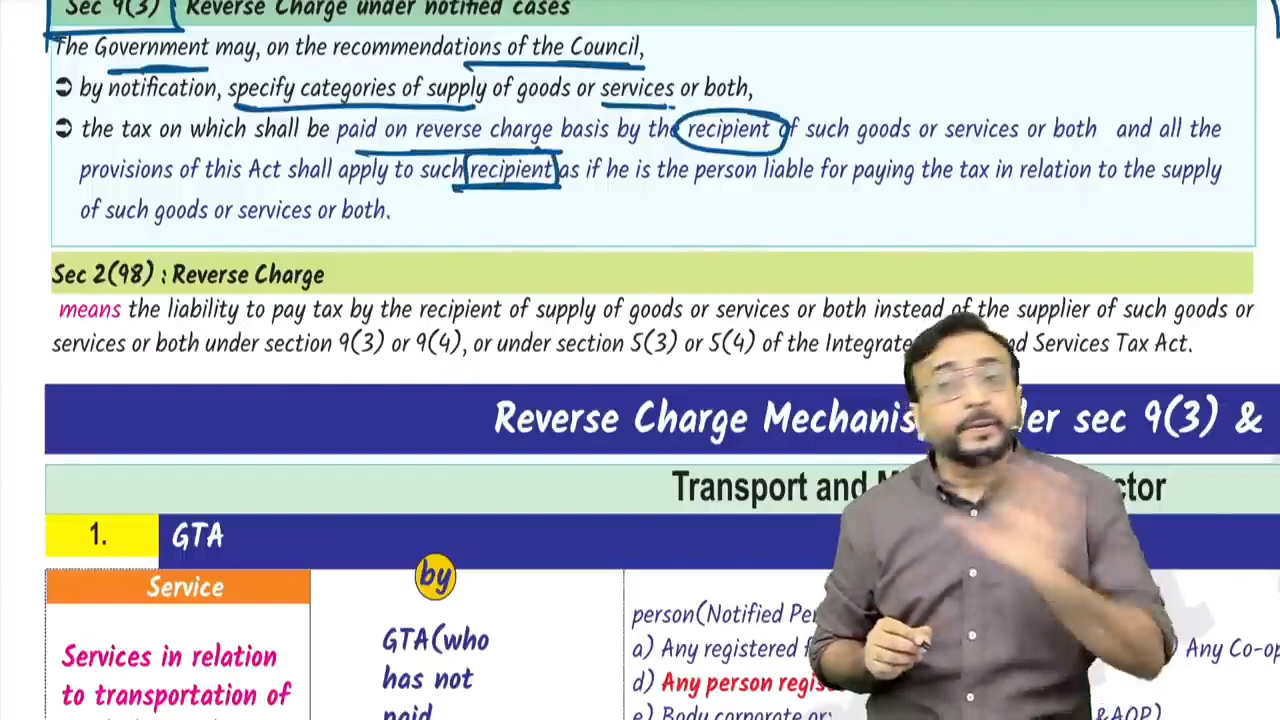 Sec 9(3) : Reverse Charge under notified cases
The Government may, on the recommendations of the Council,
➲ by notification, specify categories of supply of goods or services or both,
➲ the tax on which shall be paid on reverse charge basis by the recipient of such goods or services or both and all the
provisions of this Act shall apply to such recipient as if he is the person liable for paying the tax in relation to the supply
of such goods or services or both.
Sec 2(98) : Reverse Charge
means the liability to pay tax by the recipient of supply of goods or services or both instead of the supplier of such goods or
services or both under section 9(3) or 9(4), or under section 5(3) or 5(4) of the Integrate nd Services Tax Act.
Reverse Charge Mechanis der sec 9(3) &
Transport and ctor
1. GTA
Service
by
Services in relation
to transportation of
GTA(who
has not
paid
person(Notified Pe
a) Any registered Any Co-op
d) Any person regis
e) Body corporate or &AOP)